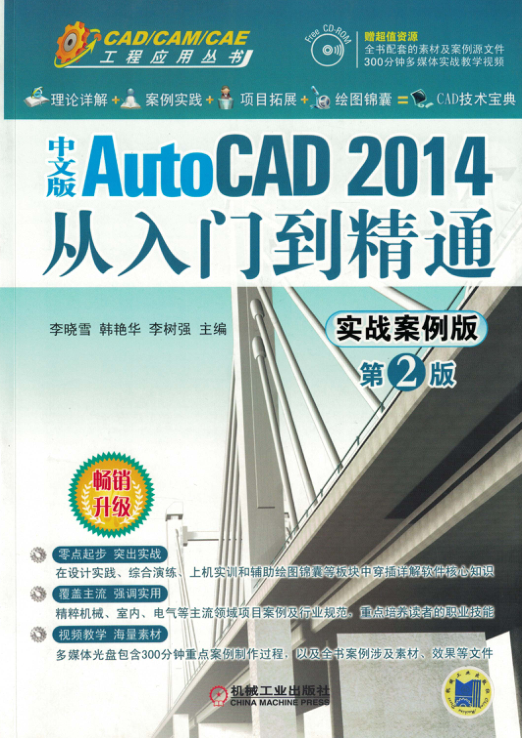 CAD/CAM/CAE
工程应用丛书
Free CD-ROM
赠超值资源
全书配套的素材及案例源文件
300分钟多媒体实战教学视频
理论详解+案例实践+项目拓展+绘图锦囊=CAD技术宝典
中文版 AutoCAD 2014
从入门到精通
李晓雪 韩艳华 李树强 主编
实战案例版
第2版
畅销
升级
零点起步 突出实战
在设计实践、综合演练、上机实训和辅助绘图锦囊等板块中穿插详解软件核心知识
覆盖主流 强调实用
精粹机械、室内、电气等主流领域项目案例及行业规范,重点培养读者的职业技能
视频教学 海量素材
多媒体光盘包含300分钟重点案例制作过程,以及全书案例涉及素材、效果等文件
机械工业出版社
CHINA MACHINE PRESS